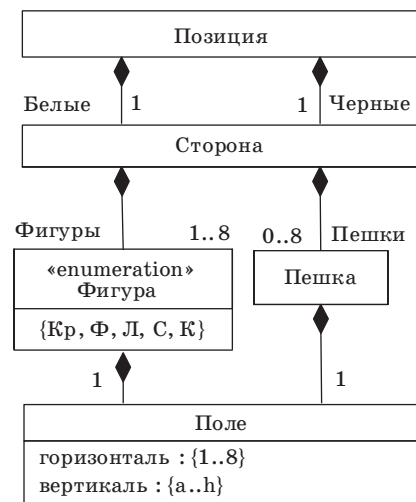 Позиция
Белые 1 1 Черные
Сторона
Фигуры 1..8 0..8 Пешки
«enumeration»
Фигура
Пешка
{Кр, Ф, Л, С, К}
1 1
Поле
горизонталь : {1..8}
вертикаль : {a..h}